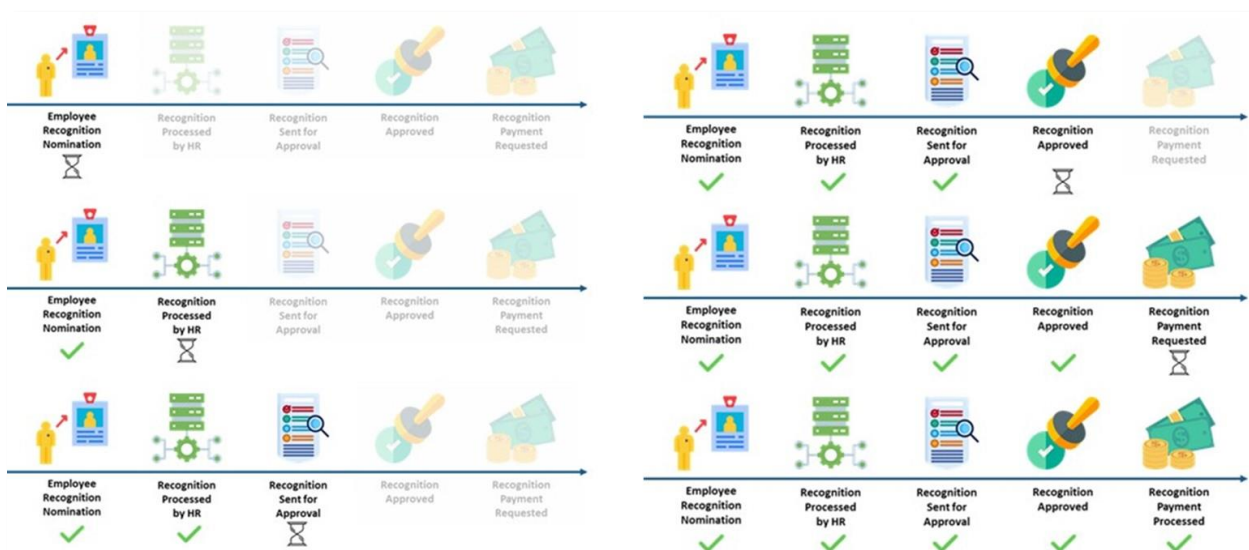 Employee
Recognition
Nomination
Recognition
Processed
by HR
Recognition
Sent for
Approval
Recognition
Approved
Recognition
Payment
Requested
Employee
Recognition
Nomination
Recognition
Processed
by HR
Recognition
Sent for
Approval
Recognition
Approved
Recognition
Payment
Requested
Employee
Recognition
Nomination
Recognition
Processed
by HR
Recognition
Sent for
Approval
Recognition
Approved
Recognition
Payment
Requested
Employee
Recognition
Nomination
Recognition
Processed
by HR
Recognition
Sent for
Approval
Recognition
Approved
Recognition
Payment
Requested
Employee
Recognition
Nomination
Recognition
Processed
by HR
Recognition
Sent for
Approval
Recognition
Approved
Recognition
Payment
Requested
Employee
Recognition
Nomination
Recognition
Processed
by HR
Recognition
Sent for
Approval
Recognition
Approved
Recognition
Payment
Processed